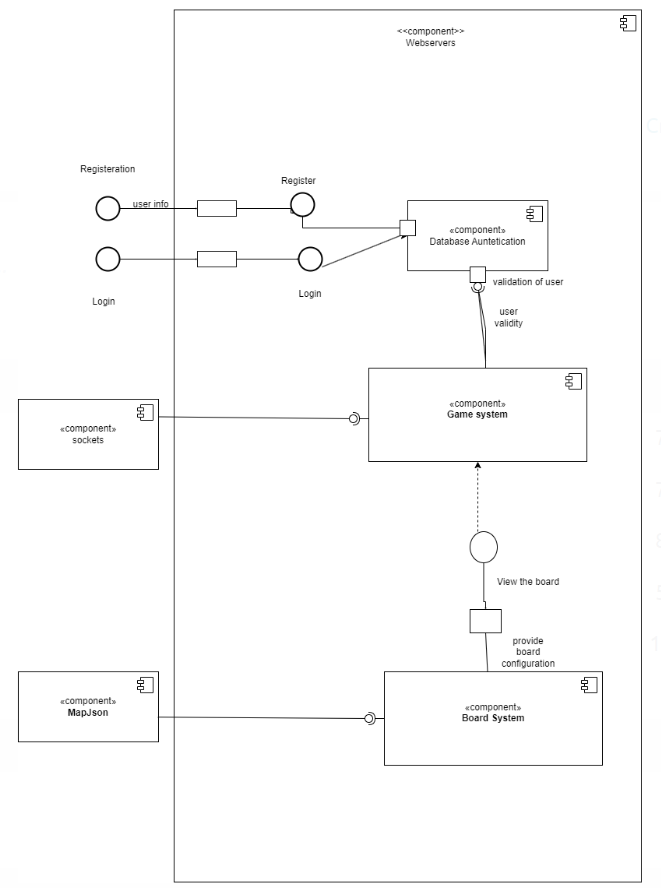 <<component>>
Webservers
Registeration
user info
Register
Login
Login
«component»
Database Auntetication
validation of user
user
validity
«component»
Game system
«component»
sockets
View the board
provide
board
configuration
«component»
MapJson
«component»
Board System